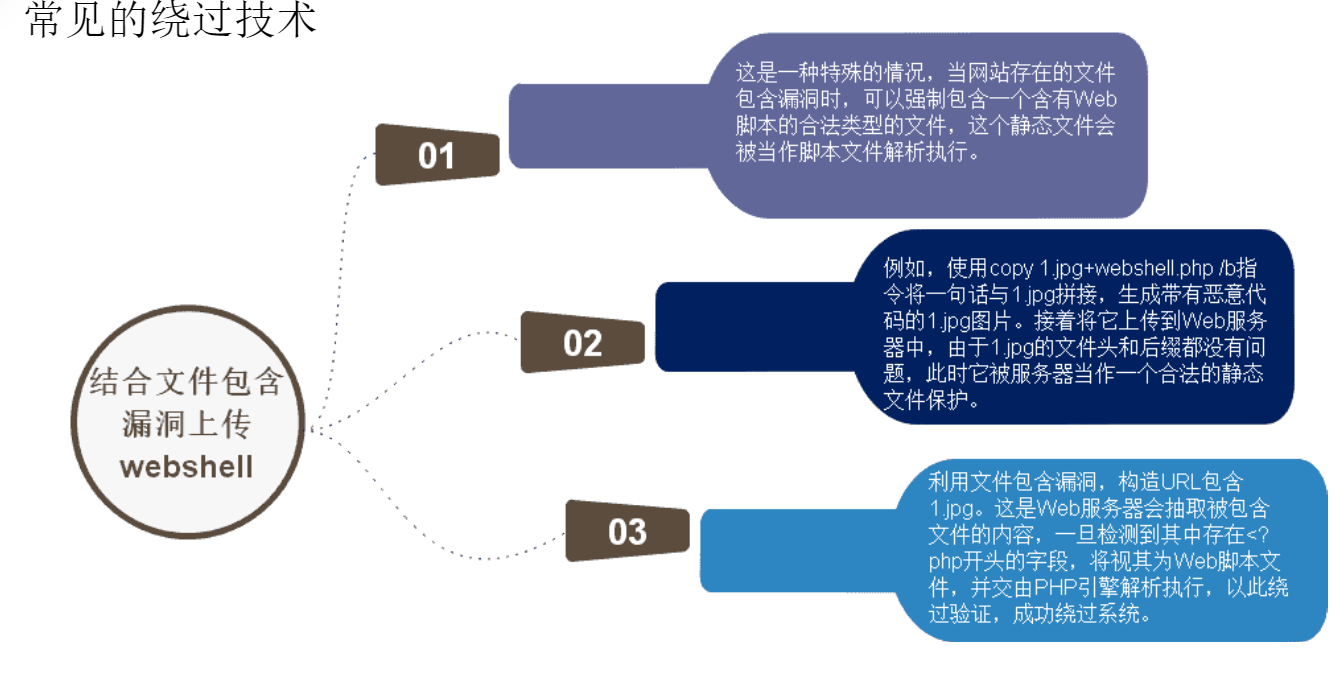 常见的绕过技术
01
这是一种特殊的情况，当网站存在的文件
包含漏洞时，可以强制包含一个含有Web
脚本的合法类型的文件，这个静态文件会
被当作脚本文件解析执行。
02
例如，使用copy 1.jpg+webshell.php /b指
令将一句话与1.jpg拼接，生成带有恶意代
码的1.jpg图片。接着将它上传到Web服务
器中，由于1.jpg的文件头和后缀都没有问
题，此时它被服务器当作一个合法的静态
文件保护。
结合文件包含
漏洞上传
webshell
03
利用文件包含漏洞，构造URL包含
1.jpg。这是Web服务器会抽取被包含
文件的内容，一旦检测到其中存在<?
php开头的字段，将视其为Web脚本文
件，并交由PHP引擎解析执行，以此绕
过验证，成功绕过系统。